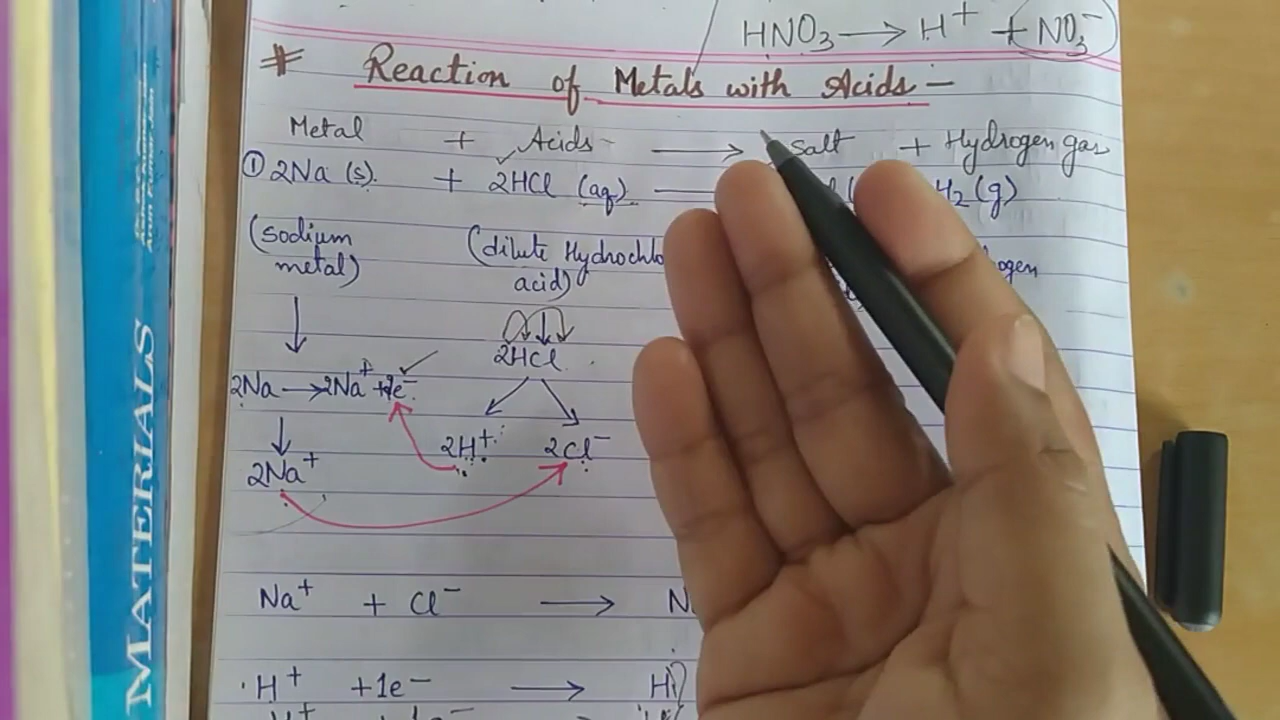 HNO₃ → H⁺ + NO₃⁻
* Reaction of Metals with Acids :-
Metal + Acids → Salt + Hydrogen gas
① 2Na (s) + 2HCl (aq) → H₂(g)
(sodium metal) (dilute Hydrochlo
acid)
2HCl
2Na → 2Na⁺ + 2e⁻
2H⁺ 2Cl⁻
2Na⁺
Na⁺ + Cl⁻ → N
H⁺ + 1e⁻ → H
MATERIALS